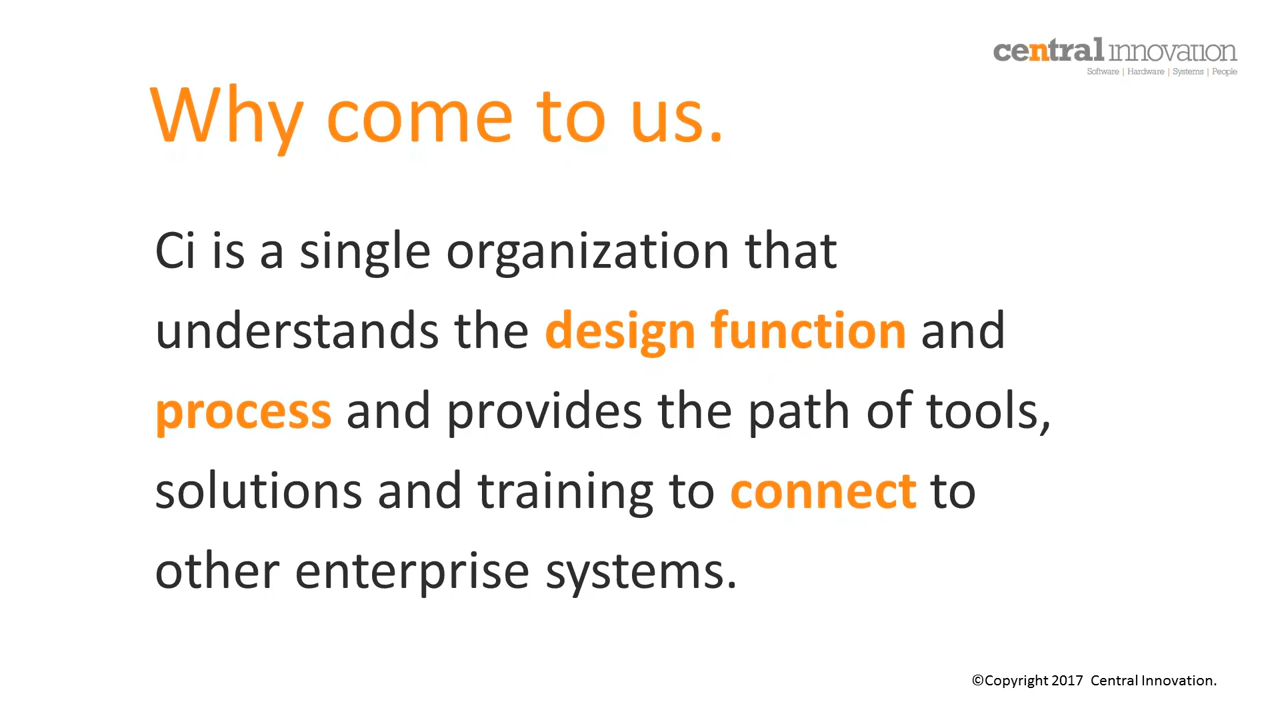 central innovation
Software | Hardware | Systems | People
Why come to us.
Ci is a single organization that
understands the design function and
process and provides the path of tools,
solutions and training to connect to
other enterprise systems.
©Copyright 2017 Central Innovation.